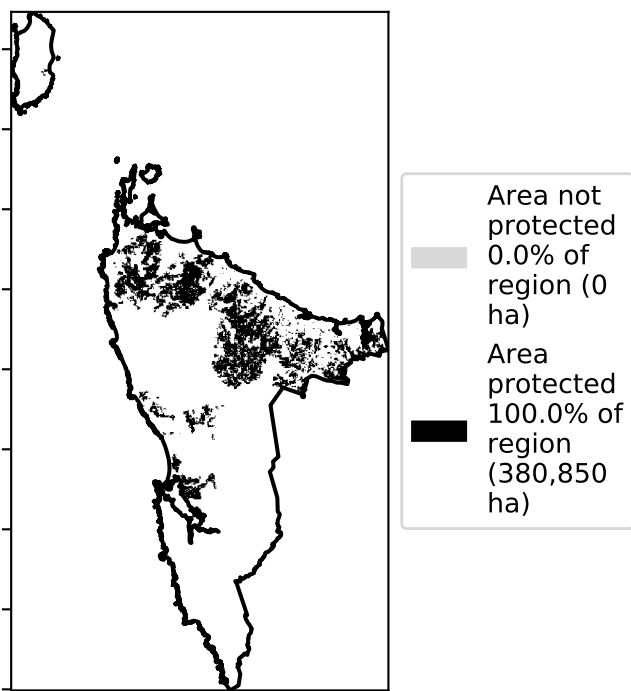 Area not
protected
0.0% of
region (0
ha)
Area
protected
100.0% of
region
(380,850
ha)